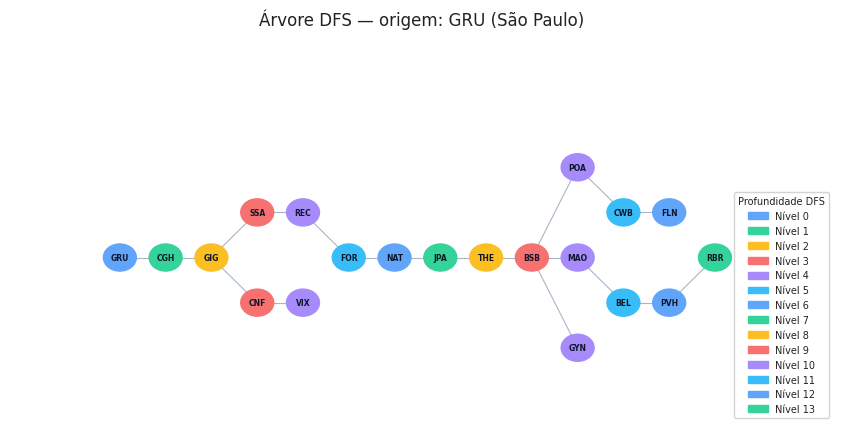 Árvore DFS — origem: GRU (São Paulo)
POA
SSA
REC
CWB
FLN
GRU
CGH
GIG
FOR
NAT
JPA
THE
BSB
MAO
RBR
CNF
VIX
BEL
PVH
GYN
Profundidade DFS
Nível 0
Nível 1
Nível 2
Nível 3
Nível 4
Nível 5
Nível 6
Nível 7
Nível 8
Nível 9
Nível 10
Nível 11
Nível 12
Nível 13